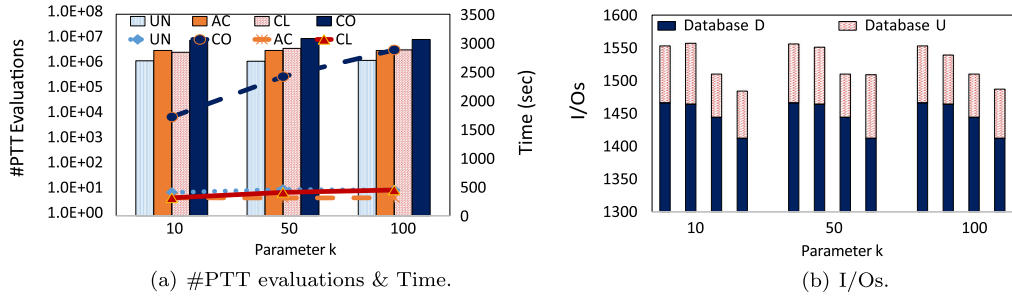 UN AC CL CO
UN CO AC CL
#PTT Evaluations
1.0E+08
1.0E+07
1.0E+06
1.0E+05
1.0E+04
1.0E+03
1.0E+02
1.0E+01
1.0E+00
3500
3000
2500
2000
1500
1000
500
0
Time (sec)
10 50 100
Parameter k
(a) #PTT evaluations & Time.
Database D Database U
I/Os
1600
1550
1500
1450
1400
1350
1300
10 50 100
Parameter k
(b) I/Os.